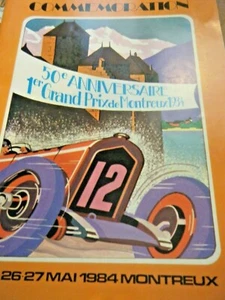 COMMEMORATION
50e ANNIVERSAIRE
1er Grand Prix de Montreux 1934
12
26-27 MAI 1984 MONTREUX